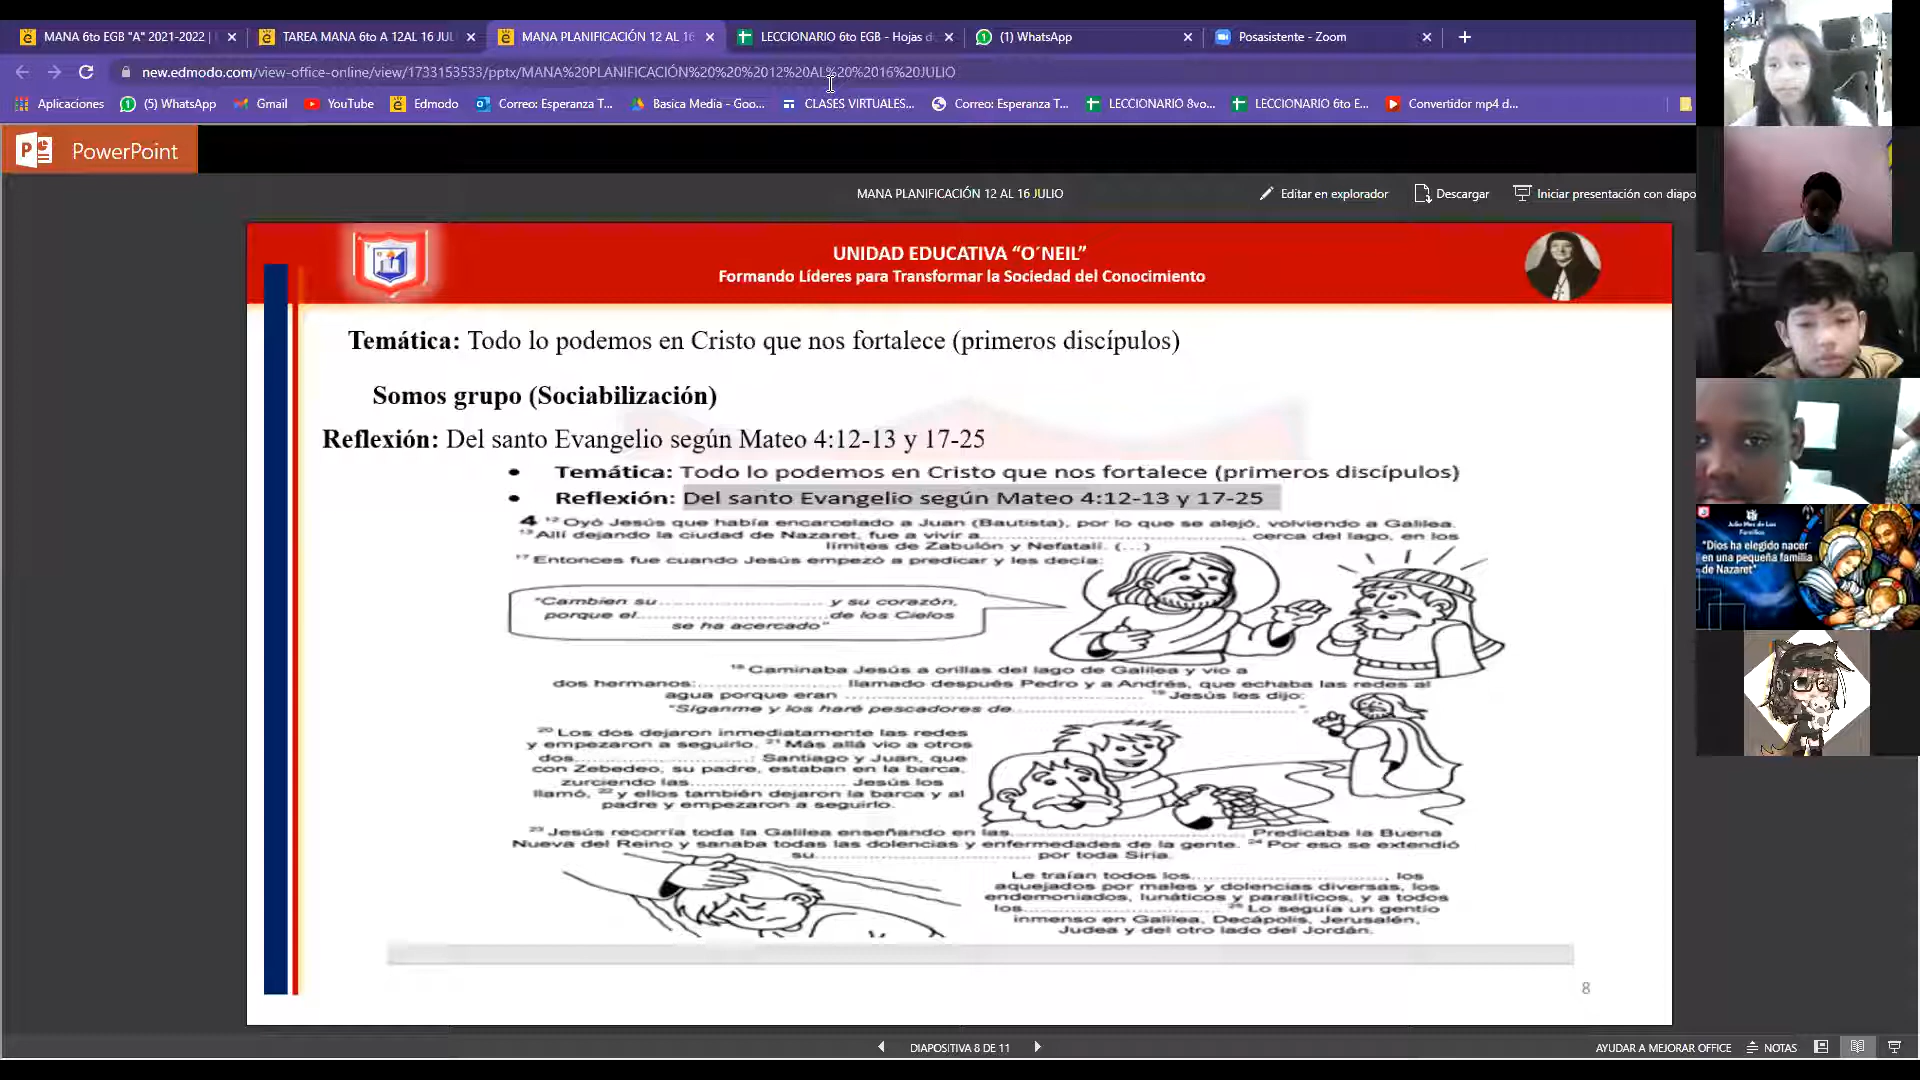 MANA 6to EGB "A" 2021-2022 |
TAREA MANA 6to A 12AL 16 JUL
MANA PLANIFICACIÓN 12 AL 16
LECCIONARIO 6to EGB - Hojas d
(1) WhatsApp
Posasistente - Zoom
new.edmodo.com/view-office-online/view/1733153533/pptx/MANA%20PLANIFICACIÓN%20%20%2012%20AL%20%2016%20JULIO
Aplicaciones
(5) WhatsApp
Gmail
YouTube
Edmodo
Correo: Esperanza T...
Basica Media - Goo...
CLASES VIRTUALES...
Correo: Esperanza T...
LECCIONARIO 8vo...
LECCIONARIO 6to E...
Convertidor mp4 d...
PowerPoint
MANA PLANIFICACIÓN 12 AL 16 JULIO
Editar en explorador
Descargar
Iniciar presentación con diapo
UNIDAD EDUCATIVA “O´NEIL”
Formando Líderes para Transformar la Sociedad del Conocimiento
Temática: Todo lo podemos en Cristo que nos fortalece (primeros discípulos)
Somos grupo (Sociabilización)
Reflexión: Del santo Evangelio según Mateo 4:12-13 y 17-25
• Temática: Todo lo podemos en Cristo que nos fortalece (primeros discípulos)
• Reflexión: Del santo Evangelio según Mateo 4:12-13 y 17-25
4 12 Oyó Jesús que había encarcelado a Juan (Bautista), por lo que se alejó, volviendo a Galilea.
13 Allí dejando la ciudad de Nazaret, fue a vivir a.......................... cerca del lago, en los
límites de Zabulón y Neftalí. (...)
17 Entonces fue cuando Jesús empezó a predicar y les decía:
"Cambien su.......................... y su corazón,
porque el.......................... de los Cielos
se ha acercado"
18 Caminaba Jesús a orillas del lago de Galilea y vio a
dos hermanos:.................... llamado después Pedro y a Andrés, que echaba las redes al
agua porque eran .......................... 19 Jesús les dijo:
"Síganme y los haré pescadores de.........................."
20 Los dos dejaron inmediatamente las redes
y empezaron a seguirlo. 21 Más allá vio a otros
dos..........................: Santiago y Juan, que
con Zebedeo, su padre, estaban en la barca,
zurciendo las.......................... Jesús los
llamó, 22 y ellos también dejaron la barca y al
padre y empezaron a seguirlo.
23 Jesús recorría toda la Galilea enseñando en las.......................... Predicaba la Buena
Nueva del Reino y sanaba todas las dolencias y enfermedades de la gente. 24 Por eso se extendió
su.......................... por toda Siria.
Le traían todos los.........................., los
aquejados por males y dolencias diversas, los
endemoniados, lunáticos y paralíticos, y a todos
los.......................... 25 Lo seguía un gentío
inmenso en Galilea, Decápolis, Jerusalén,
Judea y del otro lado del Jordán.
8
Julio Mes de Las
Familias
"Dios ha elegido nacer
en una pequeña familia
de Nazaret"
DIAPOSITIVA 8 DE 11
AYUDAR A MEJORAR OFFICE
NOTAS